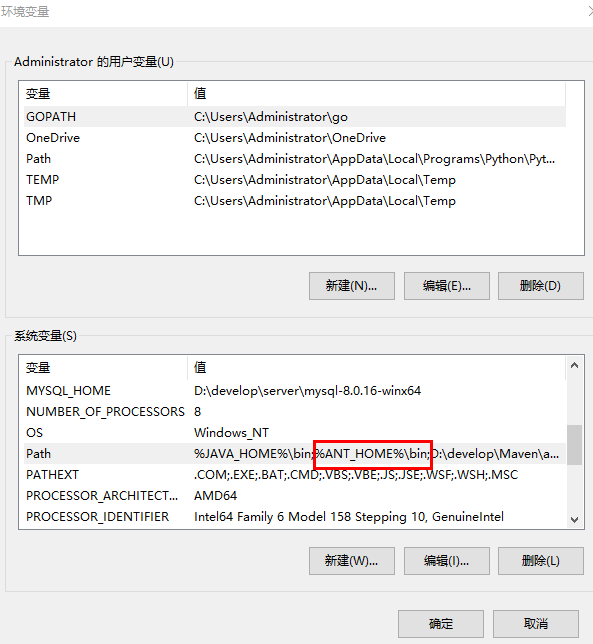 环境变量
Administrator 的用户变量(U)
变量 值
GOPATH C:\Users\Administrator\go
OneDrive C:\Users\Administrator\OneDrive
Path C:\Users\Administrator\AppData\Local\Programs\Python\Pyt...
TEMP C:\Users\Administrator\AppData\Local\Temp
TMP C:\Users\Administrator\AppData\Local\Temp
新建(N)... 编辑(E)... 删除(D)
系统变量(S)
变量 值
MYSQL_HOME D:\develop\server\mysql-8.0.16-winx64
NUMBER_OF_PROCESSORS 8
OS Windows_NT
Path %JAVA_HOME%\bin;%ANT_HOME%\bin;D:\develop\Maven\a...
PATHEXT .COM;.EXE;.BAT;.CMD;.VBS;.VBE;.JS;.JSE;.WSF;.WSH;.MSC
PROCESSOR_ARCHITECT... AMD64
PROCESSOR_IDENTIFIER Intel64 Family 6 Model 158 Stepping 10, GenuineIntel
新建(W)... 编辑(I)... 删除(L)
确定 取消